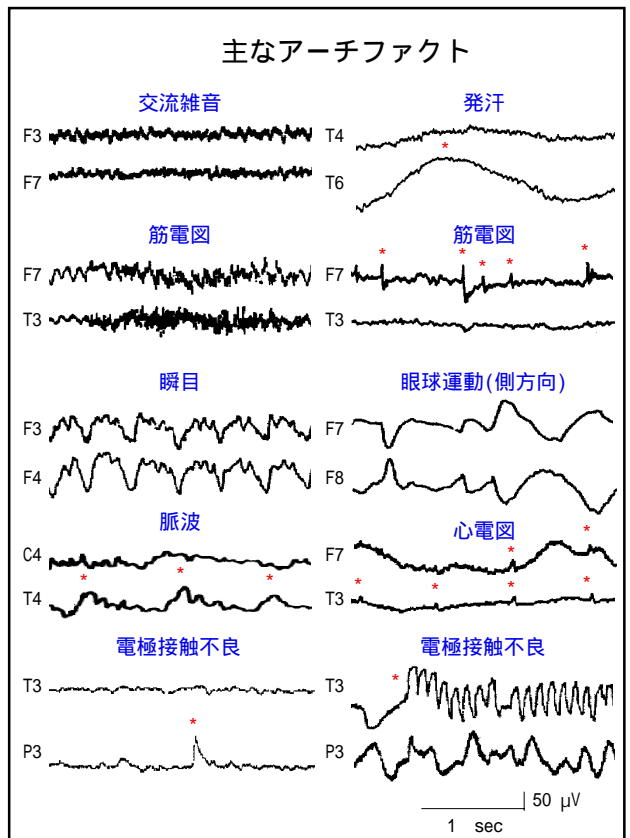 主なアーチファクト
交流雑音
F3
F7
発汗
T4
*
T6
筋電図
F7
T3
筋電図
* * * * *
F7
T3
瞬目
F3
F4
眼球運動(側方向)
F7
F8
脈波
C4
* * *
T4
心電図
*
F7 *
* * * *
T3
電極接触不良
T3
*
P3
電極接触不良
T3 *
P3
50 μV
1 sec